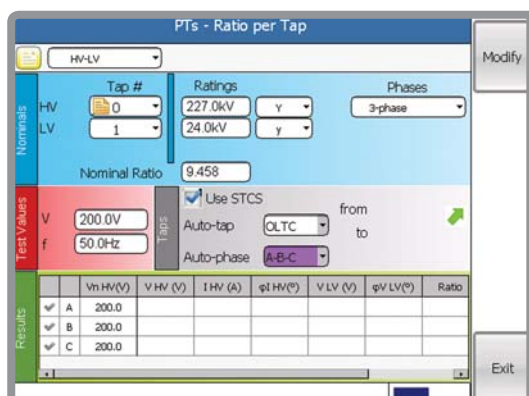 PTs - Ratio per Tap
HV-LV
Modify
Nominals
Tap #
Ratings
Phases
HV
0
227.0kV
Y
3-phase
LV
1
24.0kV
y
Nominal Ratio
9.458
Test Values
V
200.0V
f
50.0Hz
Taps
Use STCS
Auto-tap
OLTC
from
to
Auto-phase
A-B-C
Results
Vn HV(V) V HV (V) I HV (A) φI HV(º) V LV (V) φV LV(º) Ratio
A 200.0
B 200.0
C 200.0
Exit